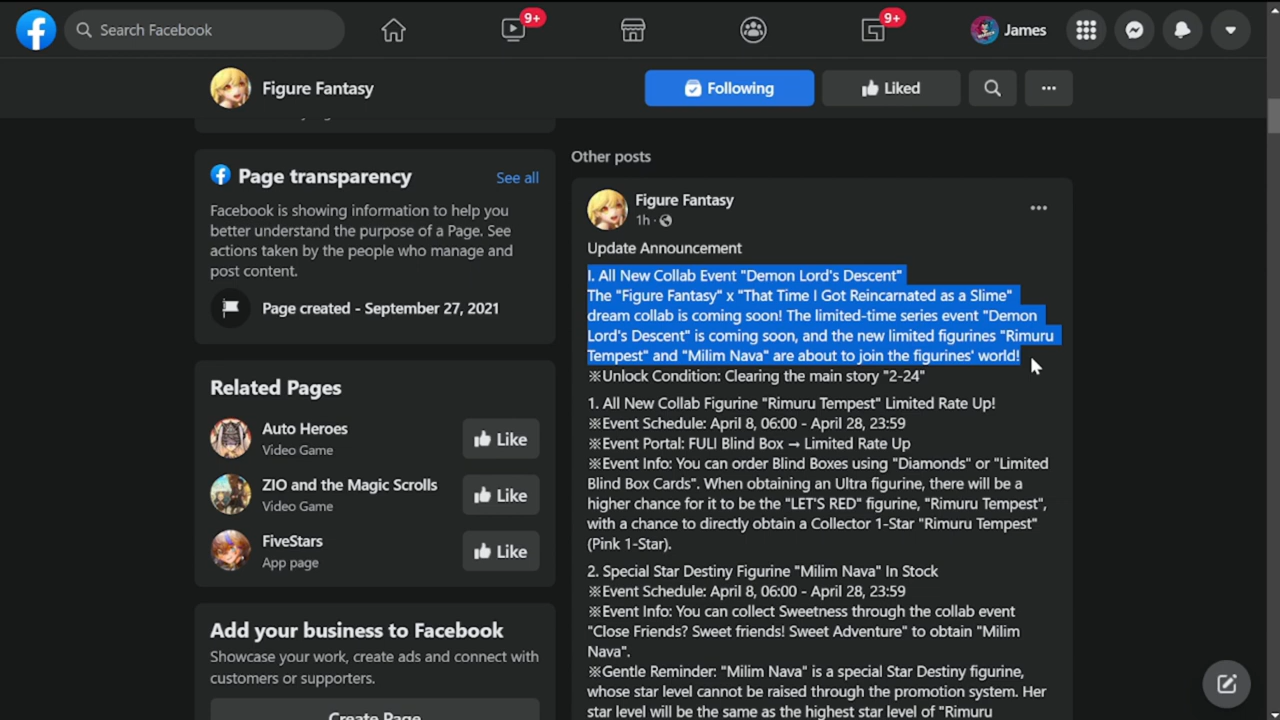 Search Facebook
9+
9+
James
Figure Fantasy
Following
Liked
Page transparency
See all
Facebook is showing information to help you
better understand the purpose of a Page. See
actions taken by the people who manage and
post content.
Page created - September 27, 2021
Related Pages
Auto Heroes
Video Game
Like
ZIO and the Magic Scrolls
Video Game
Like
FiveStars
App page
Like
Add your business to Facebook
Showcase your work, create ads and connect with
customers or supporters.
Create Page
Other posts
Figure Fantasy
1h ·
Update Announcement
I. All New Collab Event "Demon Lord's Descent"
The "Figure Fantasy" x "That Time I Got Reincarnated as a Slime"
dream collab is coming soon! The limited-time series event "Demon
Lord's Descent" is coming soon, and the new limited figurines "Rimuru
Tempest" and "Milim Nava" are about to join the figurines' world!
※Unlock Condition: Clearing the main story "2-24"
1. All New Collab Figurine "Rimuru Tempest" Limited Rate Up!
※Event Schedule: April 8, 06:00 - April 28, 23:59
※Event Portal: FULI Blind Box → Limited Rate Up
※Event Info: You can order Blind Boxes using "Diamonds" or "Limited
Blind Box Cards". When obtaining an Ultra figurine, there will be a
higher chance for it to be the "LET'S RED" figurine, "Rimuru Tempest",
with a chance to directly obtain a Collector 1-Star "Rimuru Tempest"
(Pink 1-Star).
2. Special Star Destiny Figurine "Milim Nava" In Stock
※Event Schedule: April 8, 06:00 - April 28, 23:59
※Event Info: You can collect Sweetness through the collab event
"Close Friends? Sweet friends! Sweet Adventure" to obtain "Milim
Nava".
※Gentle Reminder: "Milim Nava" is a special Star Destiny figurine,
whose star level cannot be raised through the promotion system. Her
star level will be the same as the highest star level of "Rimuru